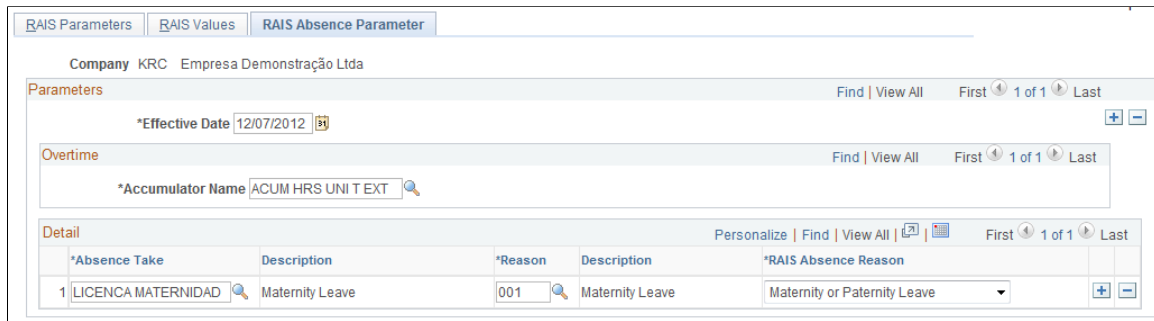 RAIS Parameters RAIS Values RAIS Absence Parameter
Company KRC Empresa Demonstração Ltda
Parameters Find | View All First 1 of 1 Last
*Effective Date 12/07/2012 31
Overtime Find | View All First 1 of 1 Last
*Accumulator Name ACUM HRS UNI T EXT
Detail Personalize | Find | View All | | First 1 of 1 Last
*Absence Take Description *Reason Description *RAIS Absence Reason
1 LICENCA MATERNIDAD Maternity Leave 001 Maternity Leave Maternity or Paternity Leave